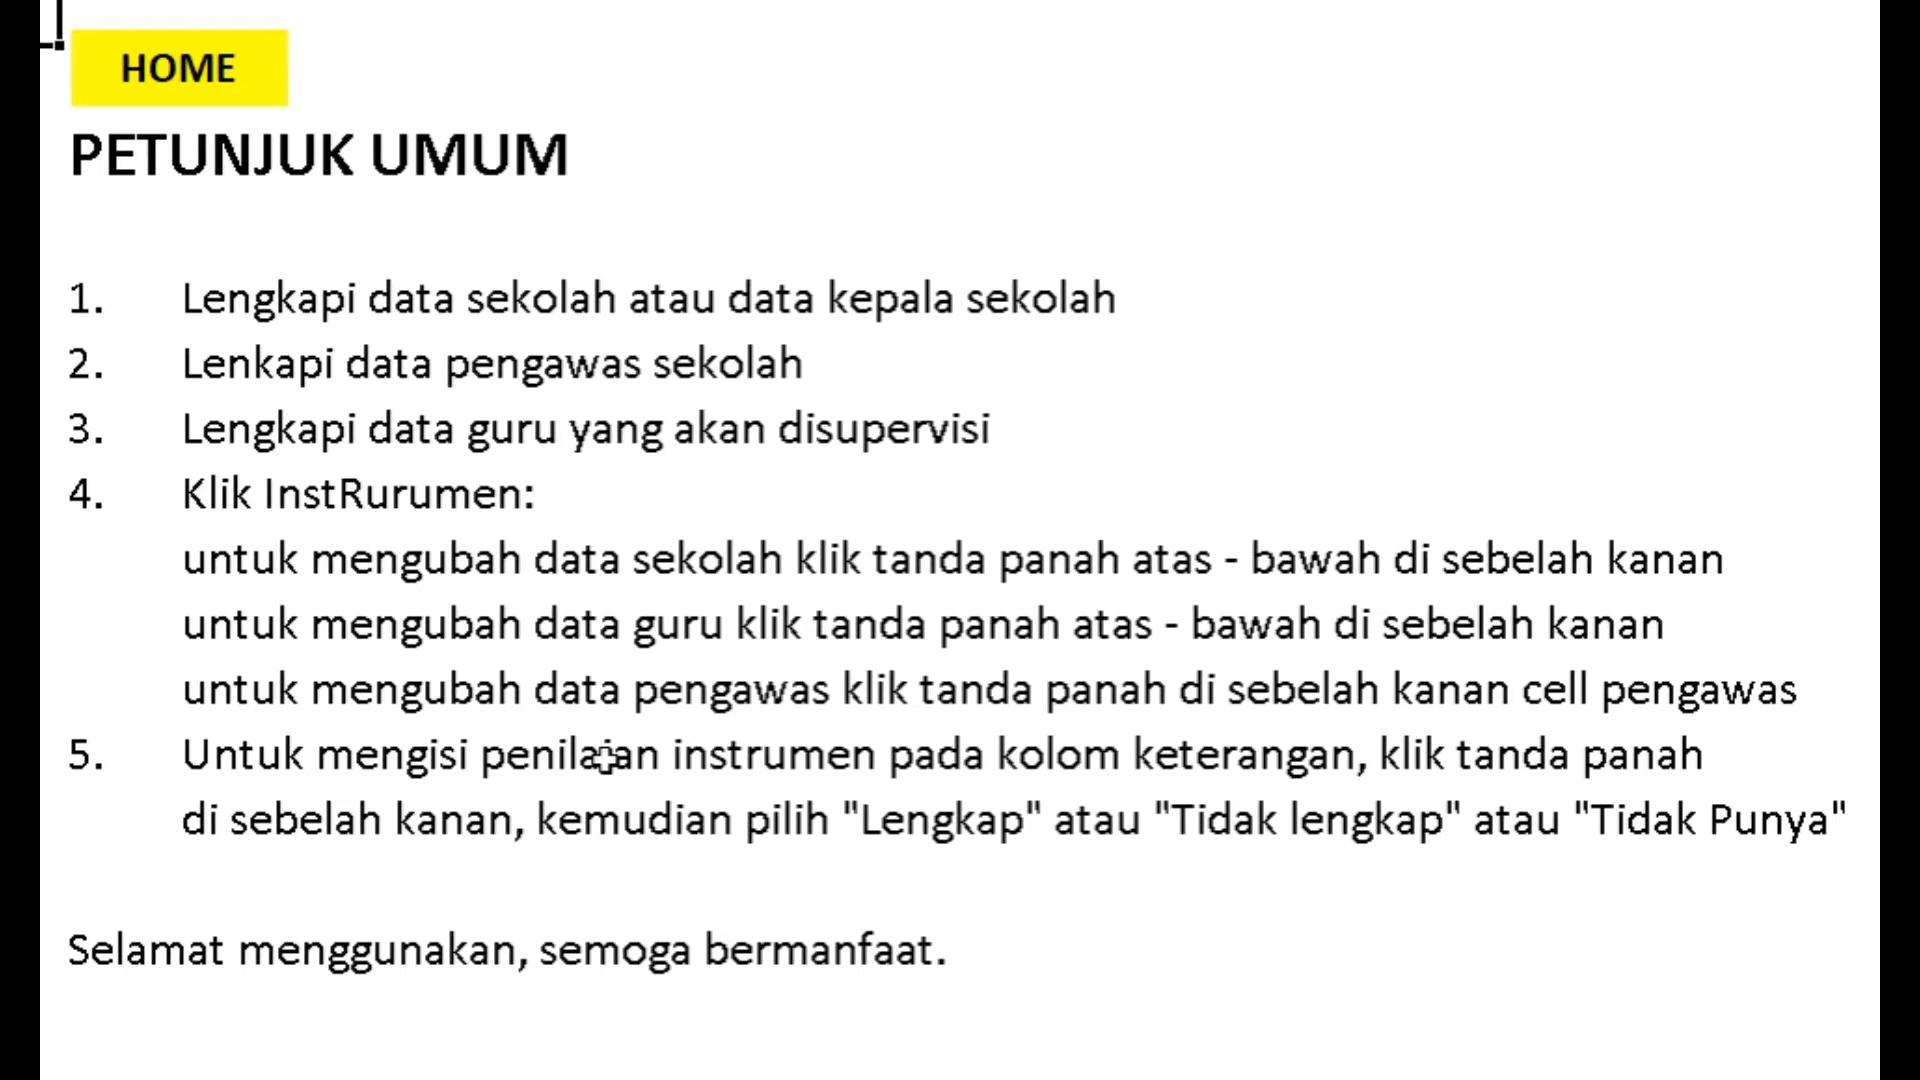 HOME
PETUNJUK UMUM
1. Lengkapi data sekolah atau data kepala sekolah
2. Lenkapi data pengawas sekolah
3. Lengkapi data guru yang akan disupervisi
4. Klik InstRurumen:
untuk mengubah data sekolah klik tanda panah atas - bawah di sebelah kanan
untuk mengubah data guru klik tanda panah atas - bawah di sebelah kanan
untuk mengubah data pengawas klik tanda panah di sebelah kanan cell pengawas
5. Untuk mengisi penilaian instrumen pada kolom keterangan, klik tanda panah
di sebelah kanan, kemudian pilih "Lengkap" atau "Tidak lengkap" atau "Tidak Punya"
Selamat menggunakan, semoga bermanfaat.